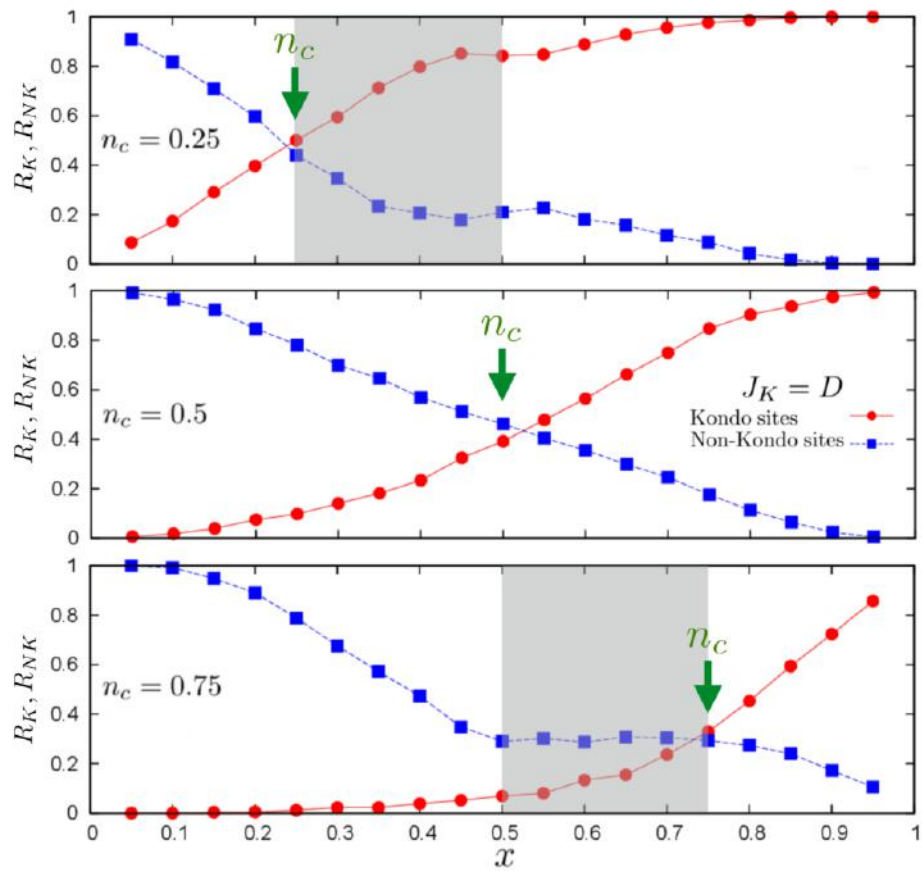 R_K, R_NK
1
0.8
0.6
0.4
0.2
0
n_c
n_c = 0.25
R_K, R_NK
1
0.8
0.6
0.4
0.2
0
n_c
n_c = 0.5
J_K = D
Kondo sites
Non-Kondo sites
R_K, R_NK
1
0.8
0.6
0.4
0.2
0
n_c
n_c = 0.75
0 0.1 0.2 0.3 0.4 0.5 0.6 0.7 0.8 0.9 1
x